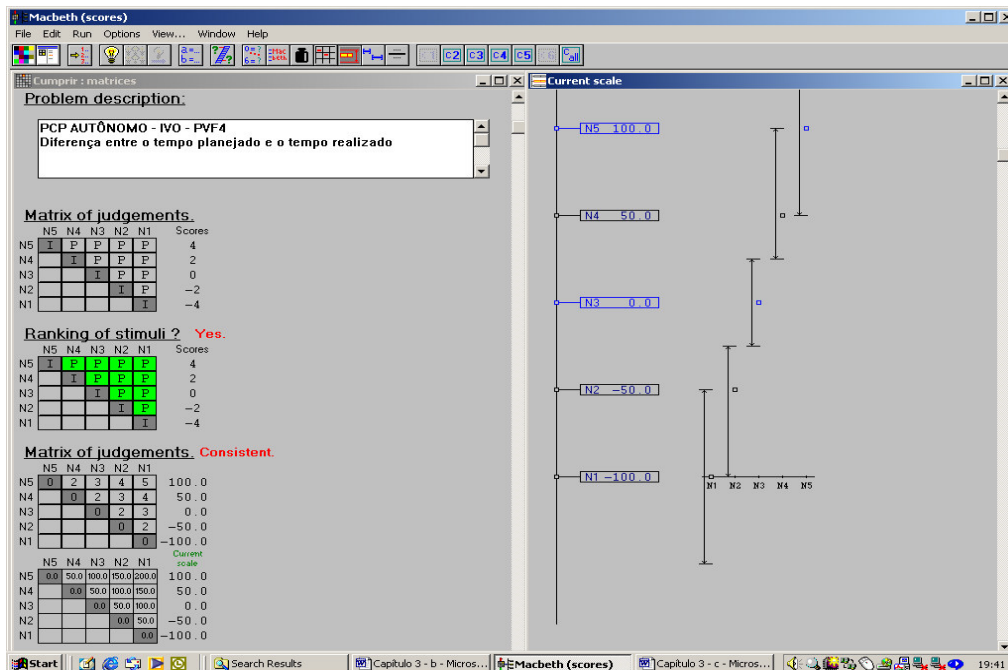 Macbeth (scores)
File Edit Run Options View... Window Help
C2 C3 C4 C5 Call
Cumprir : matrices
Problem description:
PCP AUTÔNOMO - IVO - PVF4
Diferença entre o tempo planejado e o tempo realizado
Matrix of judgements.
N5 N4 N3 N2 N1 Scores
N5 I P P P P 4
N4 I P P P 2
N3 I P P 0
N2 I P -2
N1 I -4
Ranking of stimuli ? Yes.
N5 N4 N3 N2 N1 Scores
N5 I P P P P 4
N4 I P P P 2
N3 I P P 0
N2 I P -2
N1 I -4
Matrix of judgements. Consistent.
N5 N4 N3 N2 N1
N5 0 2 3 4 5 100.0
N4 0 2 3 4 50.0
N3 0 2 3 0.0
N2 0 2 -50.0
N1 0 -100.0
Current
scale
N5 N4 N3 N2 N1
N5 0.0 50.0 100.0 150.0 200.0 100.0
N4 0.0 50.0 100.0 150.0 50.0
N3 0.0 50.0 100.0 0.0
N2 0.0 50.0 -50.0
N1 0.0 -100.0
Current scale
N5 100.0
N4 50.0
N3 0.0
N2 -50.0
N1 -100.0
N1 N2 N3 N4 N5
Start Search Results Capítulo 3 - b - Micros... Macbeth (scores) Capítulo 3 - c - Micros... 19:41